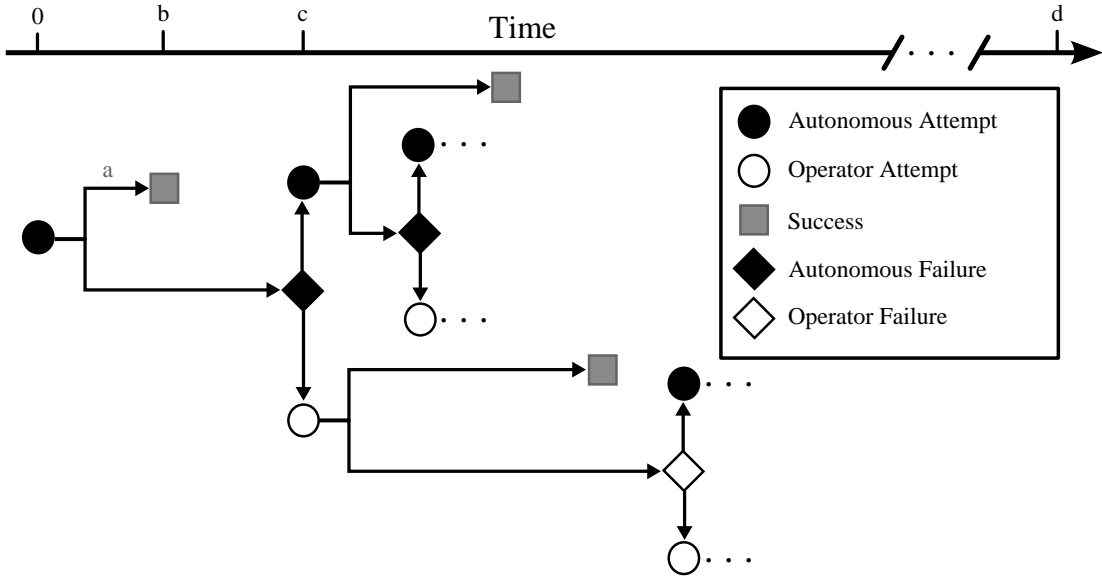 0 b c Time d
. . .
a
Autonomous Attempt
Operator Attempt
Success
Autonomous Failure
Operator Failure
. . .
. . .
. . .
. . .